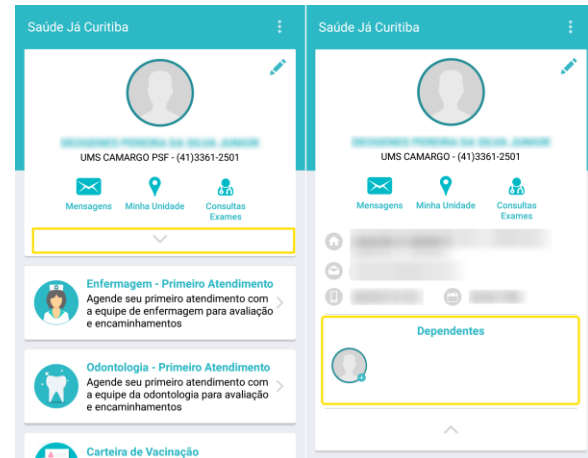 Saúde Já Curitiba
UMS CAMARGO PSF - (41)3361-2501
Mensagens
Minha Unidade
Consultas
Exames
Enfermagem - Primeiro Atendimento
Agende seu primeiro atendimento com
a equipe de enfermagem para avaliação
e encaminhamentos
Odontologia - Primeiro Atendimento
Agende seu primeiro atendimento com
a equipe da odontologia para avaliação
e encaminhamentos
Carteira de Vacinação
Saúde Já Curitiba
UMS CAMARGO - (41)3361-2501
Mensagens
Minha Unidade
Consultas
Exames
Dependentes